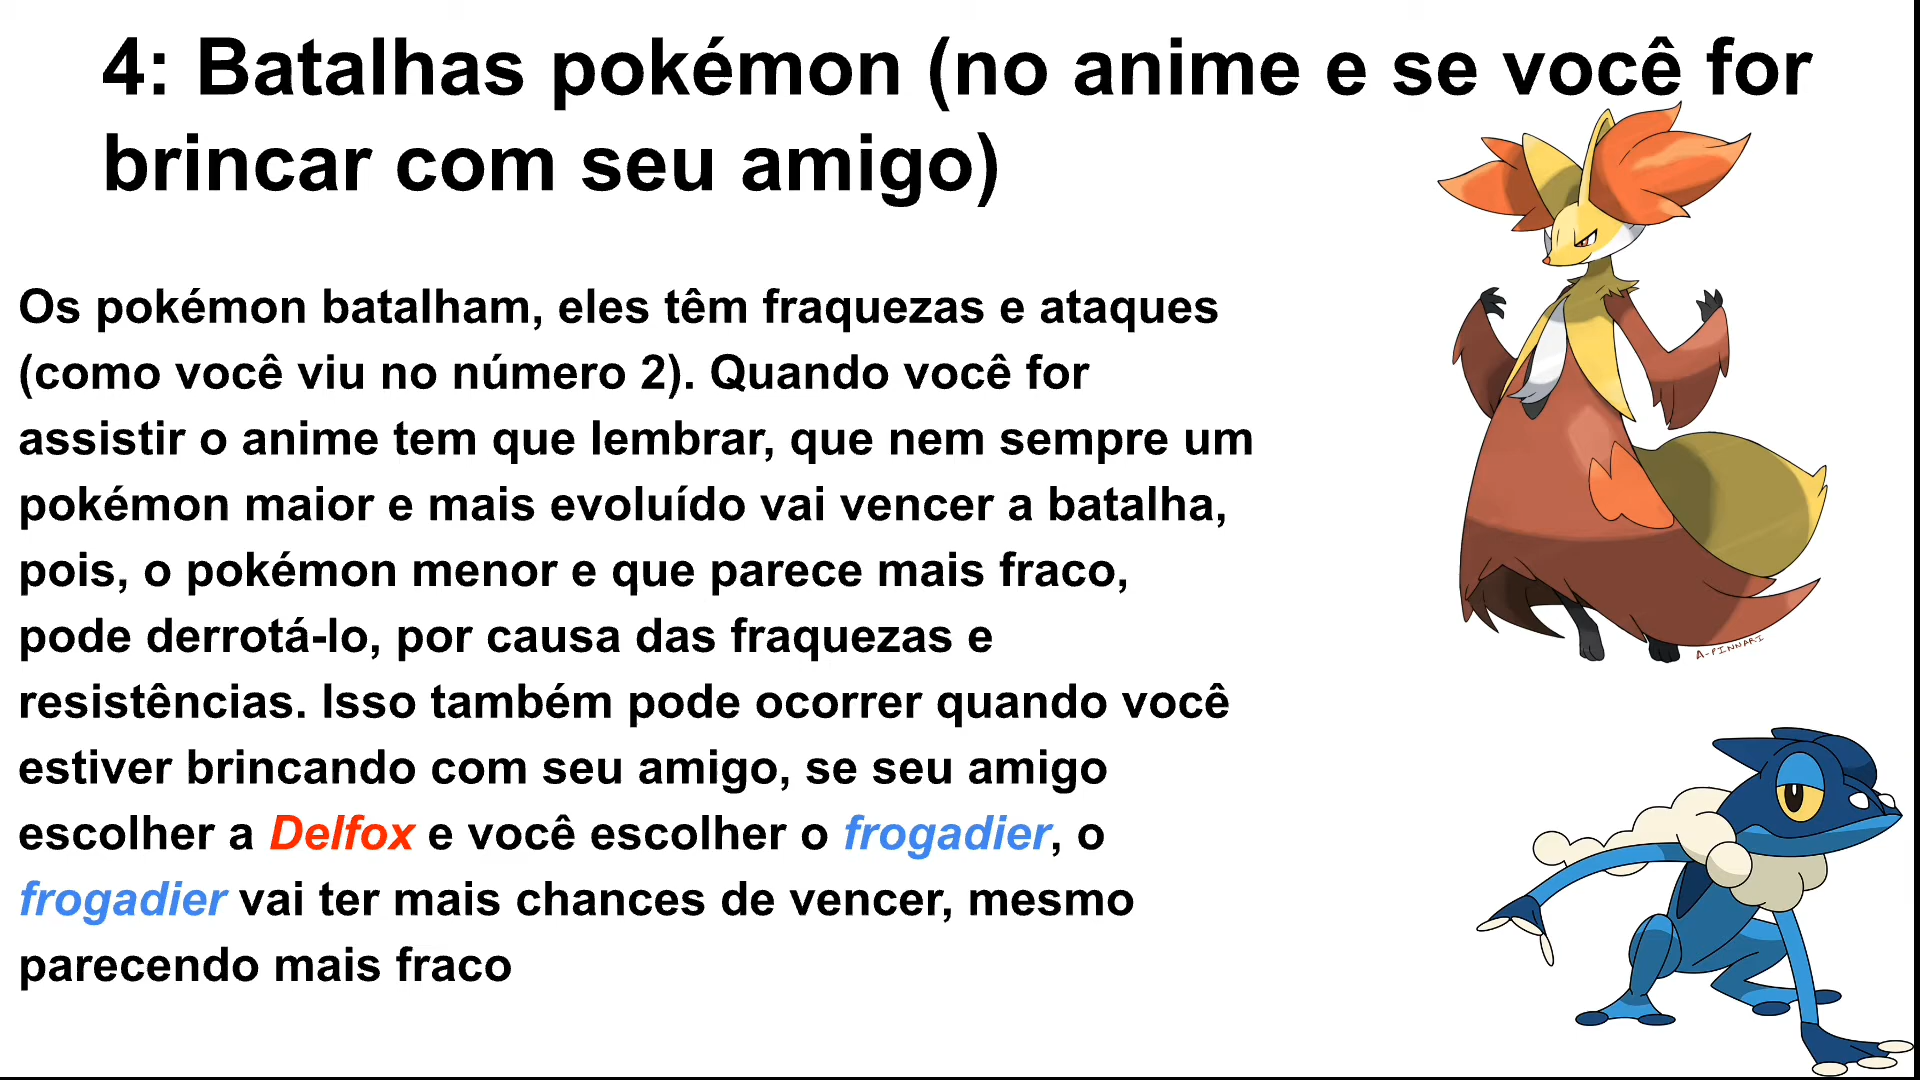 4: Batalhas pokémon (no anime e se você for
brincar com seu amigo)
Os pokémon batalham, eles têm fraquezas e ataques
(como você viu no número 2). Quando você for
assistir o anime tem que lembrar, que nem sempre um
pokémon maior e mais evoluído vai vencer a batalha,
pois, o pokémon menor e que parece mais fraco,
pode derrotá-lo, por causa das fraquezas e
resistências. Isso também pode ocorrer quando você
estiver brincando com seu amigo, se seu amigo
escolher a Delfox e você escolher o frogadier, o
frogadier vai ter mais chances de vencer, mesmo
parecendo mais fraco
A-PINNARI